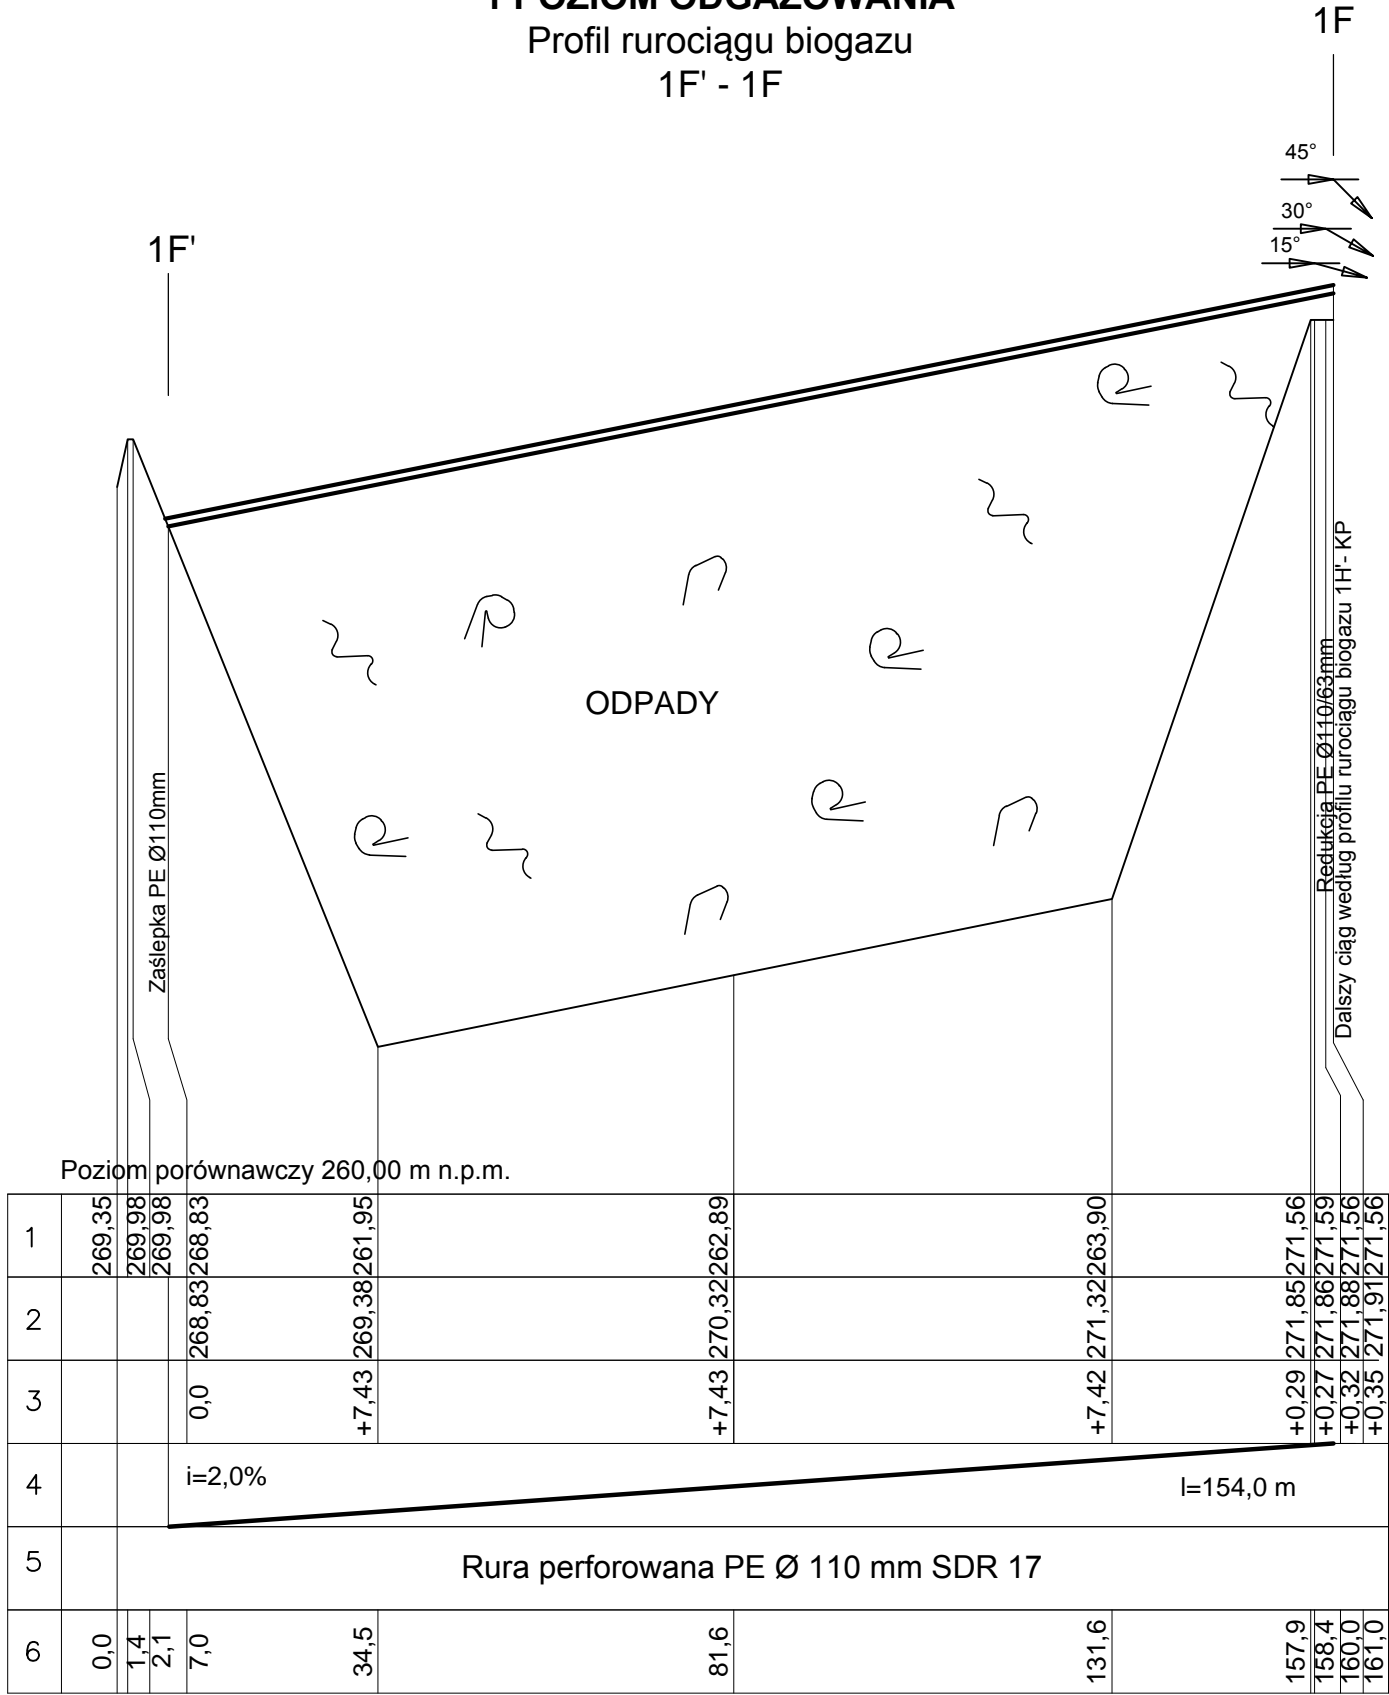 I POZIOM ODGAZOWANIA
Profil rurociągu biogazu
1F' - 1F
1F
45°
30°
15°
1F'
ODPADY
Zaślepka PE Ø110mm
Redukcja PE Ø110/63mm
Dalszy ciąg według profilu rurociągu biogazu 1H'- KP
Poziom porównawczy 260,00 m n.p.m.
1 269,35 269,98 269,98 268,83 261,95 262,89 263,90 271,56 271,59 271,56 271,56
2 268,83 269,38 270,32 271,32 271,85 271,86 271,88 271,91
3 0,0 +7,43 +7,43 +7,42 +0,29 +0,27 +0,32 +0,35
4 i=2,0% l=154,0 m
5 Rura perforowana PE Ø 110 mm SDR 17
6 0,0 1,4 2,1 7,0 34,5 81,6 131,6 157,9 158,4 160,0 161,0